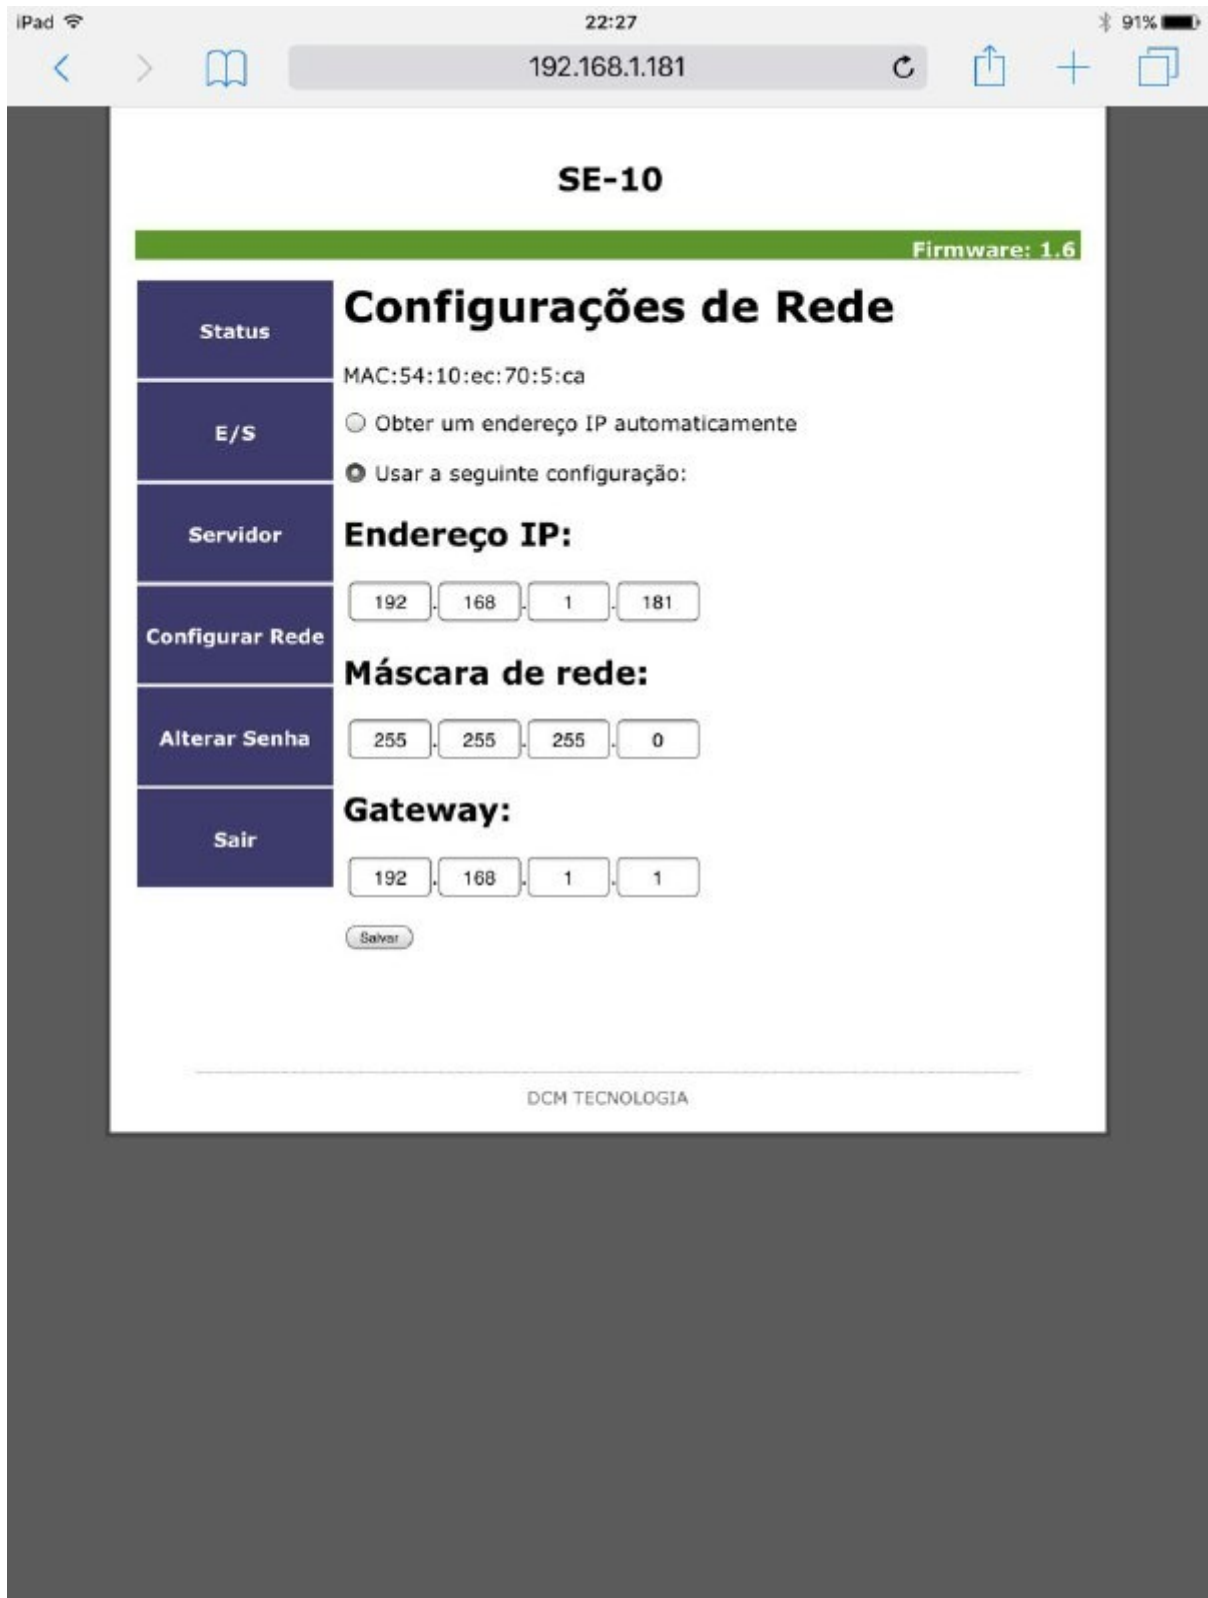 iPad 22:27 91%
192.168.1.181
SE-10
Firmware: 1.6
Status
E/S
Servidor
Configurar Rede
Alterar Senha
Sair
Configurações de Rede
MAC:54:10:ec:70:5:ca
Obter um endereço IP automaticamente
Usar a seguinte configuração:
Endereço IP:
192 . 168 . 1 . 181
Máscara de rede:
255 . 255 . 255 . 0
Gateway:
192 . 168 . 1 . 1
Salvar
DCM TECNOLOGIA